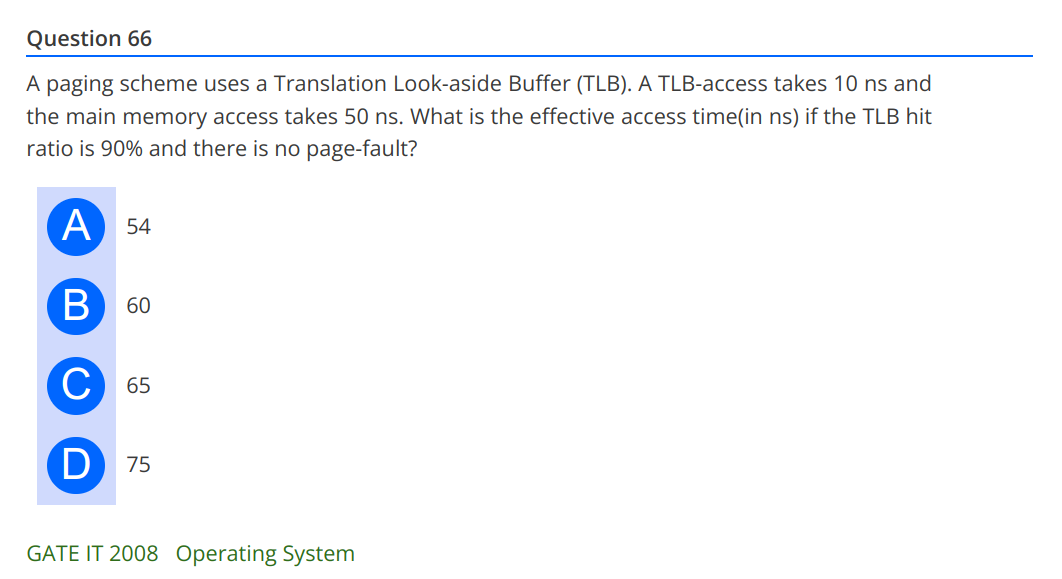 Question 66
A paging scheme uses a Translation Look-aside Buffer (TLB). A TLB-access takes 10 ns and
the main memory access takes 50 ns. What is the effective access time(in ns) if the TLB hit
ratio is 90% and there is no page-fault?
A 54
B 60
C 65
D 75
GATE IT 2008 Operating System